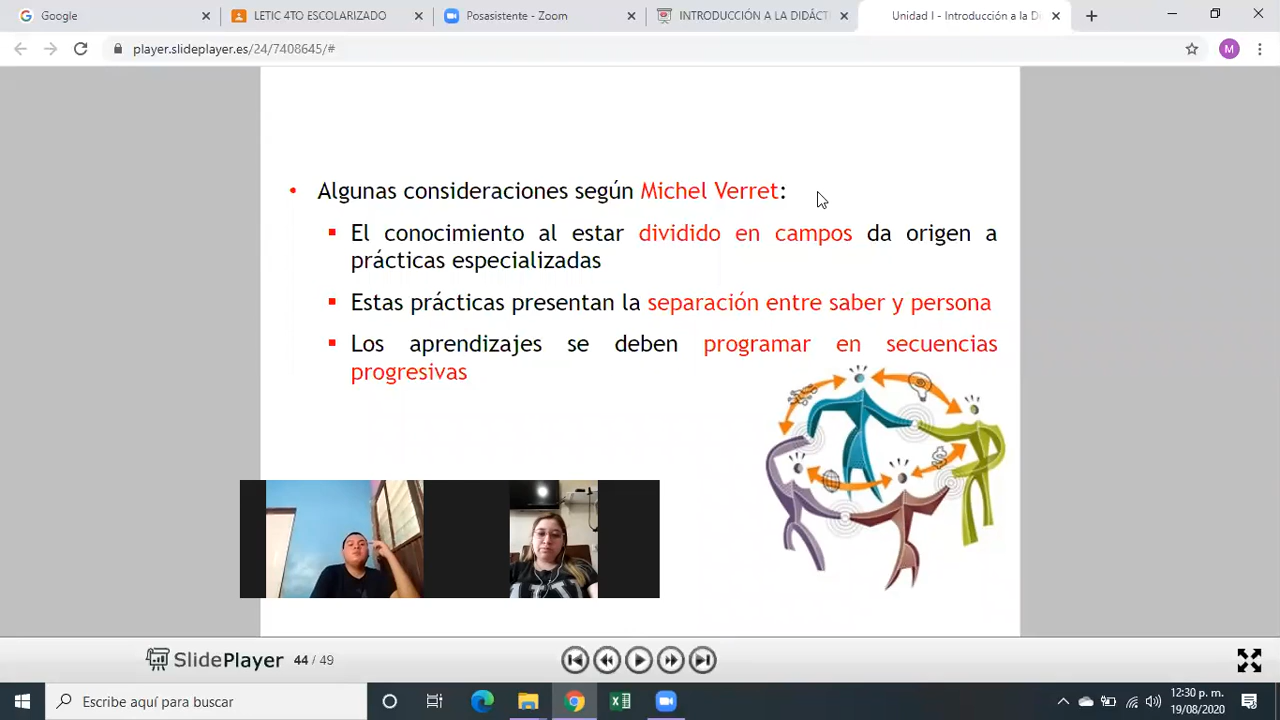 Google
LETIC 4TO ESCOLARIZADO
Posasistente - Zoom
INTRODUCCIÓN A LA DIDÁCT
Unidad I - Introducción a la Di
player.slideplayer.es/24/7408645/#
M
• Algunas consideraciones según Michel Verret:
El conocimiento al estar dividido en campos da origen a
prácticas especializadas
Estas prácticas presentan la separación entre saber y persona
Los aprendizajes se deben programar en secuencias
progresivas
$
SlidePlayer 44 / 49
Escribe aquí para buscar
12:30 p. m.
19/08/2020